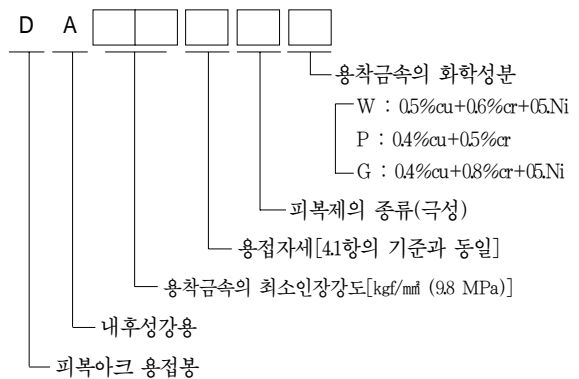 D A
용착금속의 화학성분
W : 0.5%cu+0.6%cr+0.5.Ni
P : 0.4%cu+0.5%cr
G : 0.4%cu+0.8%cr+0.5.Ni
피복제의 종류(극성)
용접자세[4.1항의 기준과 동일]
용착금속의 최소인장강도[kgf/㎟ (9.8 MPa)]
내후성강용
피복아크 용접봉